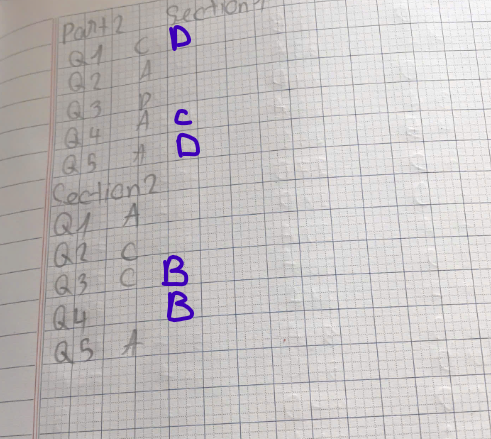 Part 2 Section 1
Q1 C D
Q2 A
Q3 D
Q4 A C
Q5 A D
Section 2
Q1 A
Q2 C
Q3 C B
Q4 B
Q5 A